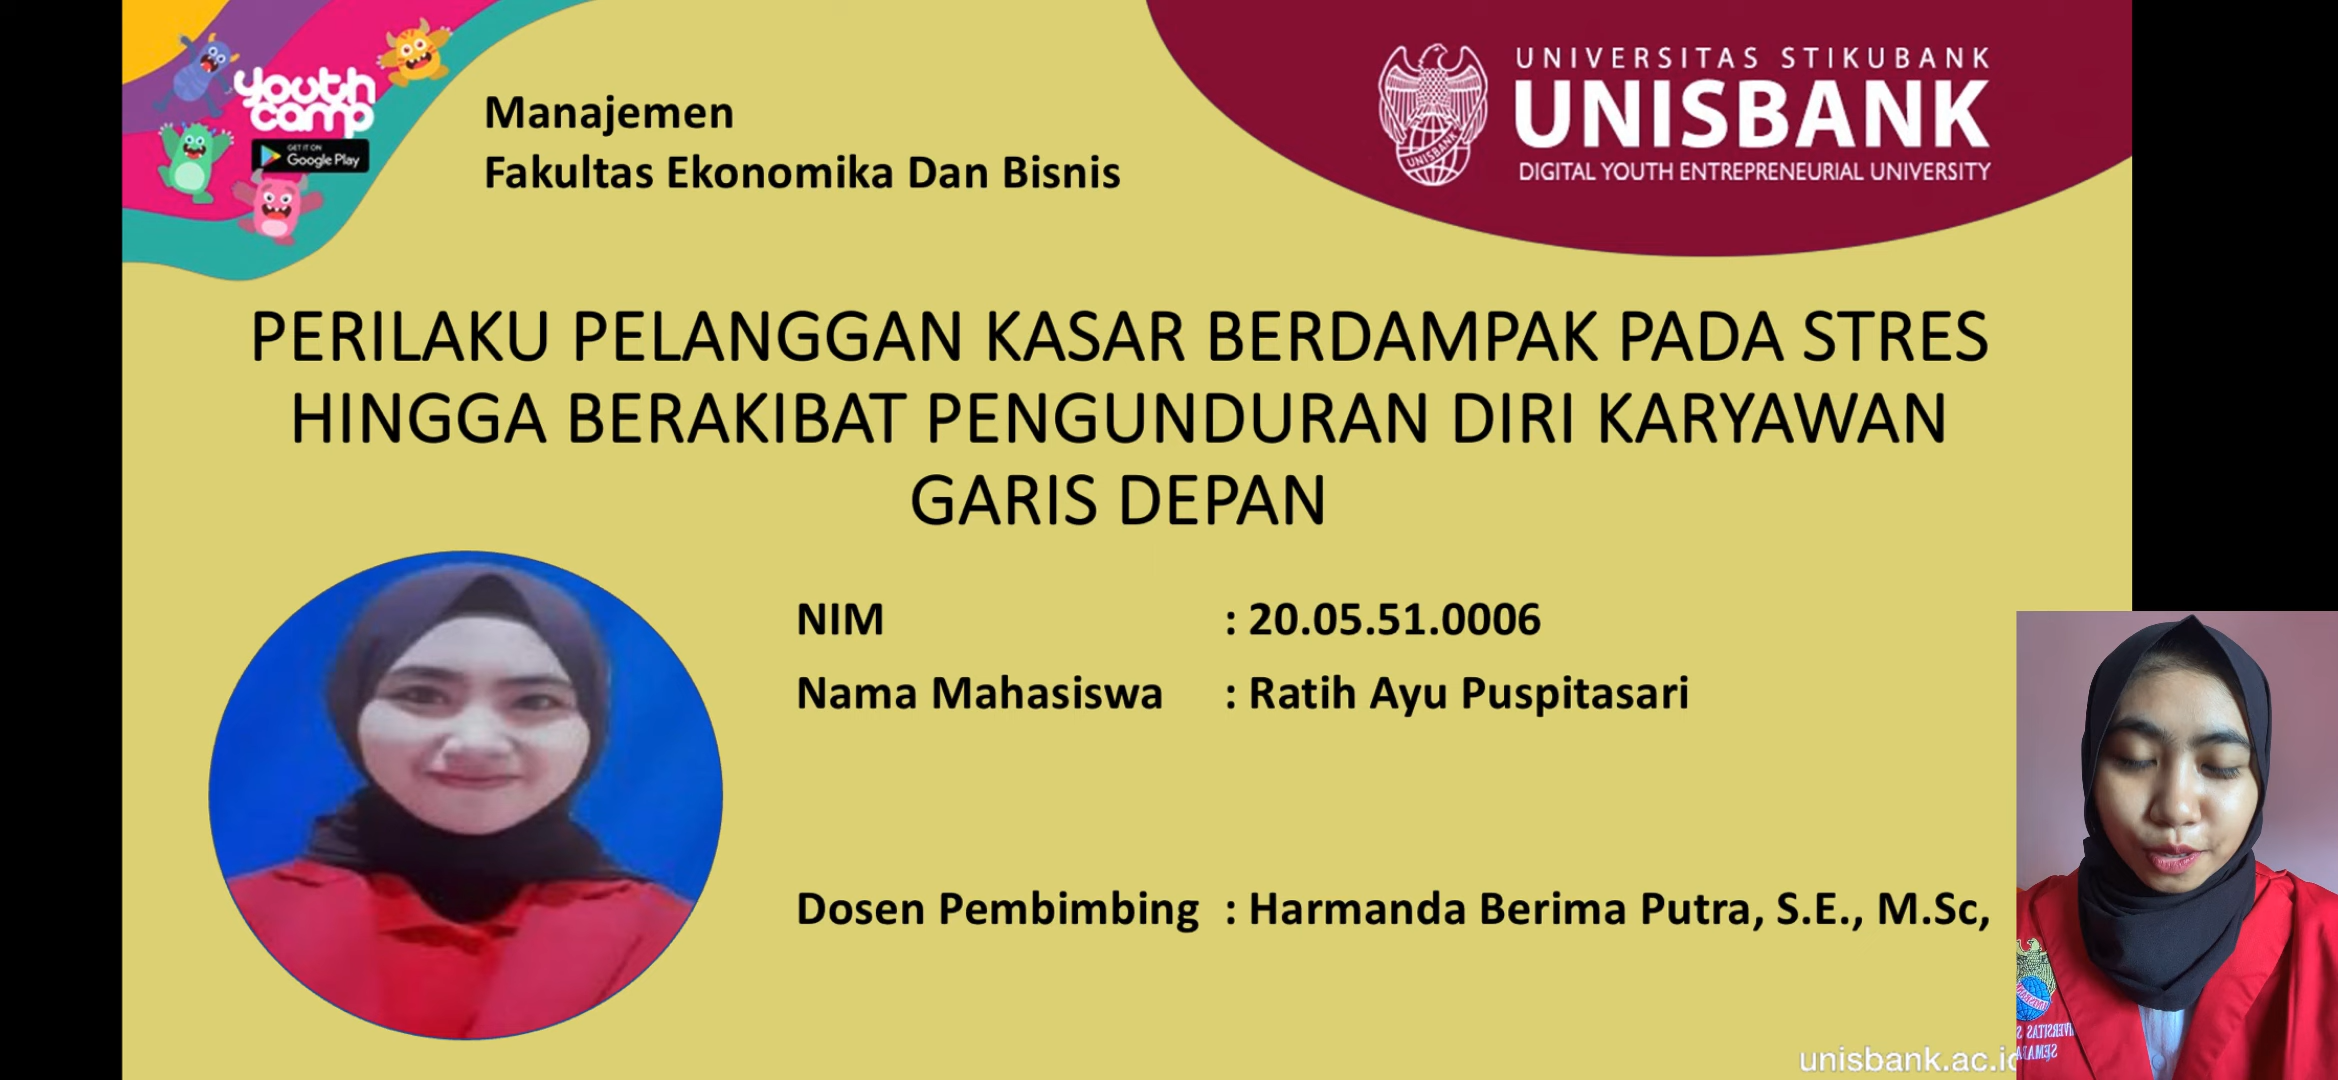 youth
camp
GET IT ON
Google Play
Manajemen
Fakultas Ekonomika Dan Bisnis
UNIVERSITAS STIKUBANK
UNISBANK
DIGITAL YOUTH ENTREPRENEURIAL UNIVERSITY
UNISBANK
PERILAKU PELANGGAN KASAR BERDAMPAK PADA STRES
HINGGA BERAKIBAT PENGUNDURAN DIRI KARYAWAN
GARIS DEPAN
NIM : 20.05.51.0006
Nama Mahasiswa : Ratih Ayu Puspitasari
Dosen Pembimbing : Harmanda Berima Putra, S.E., M.Sc,
unisbank.ac.id